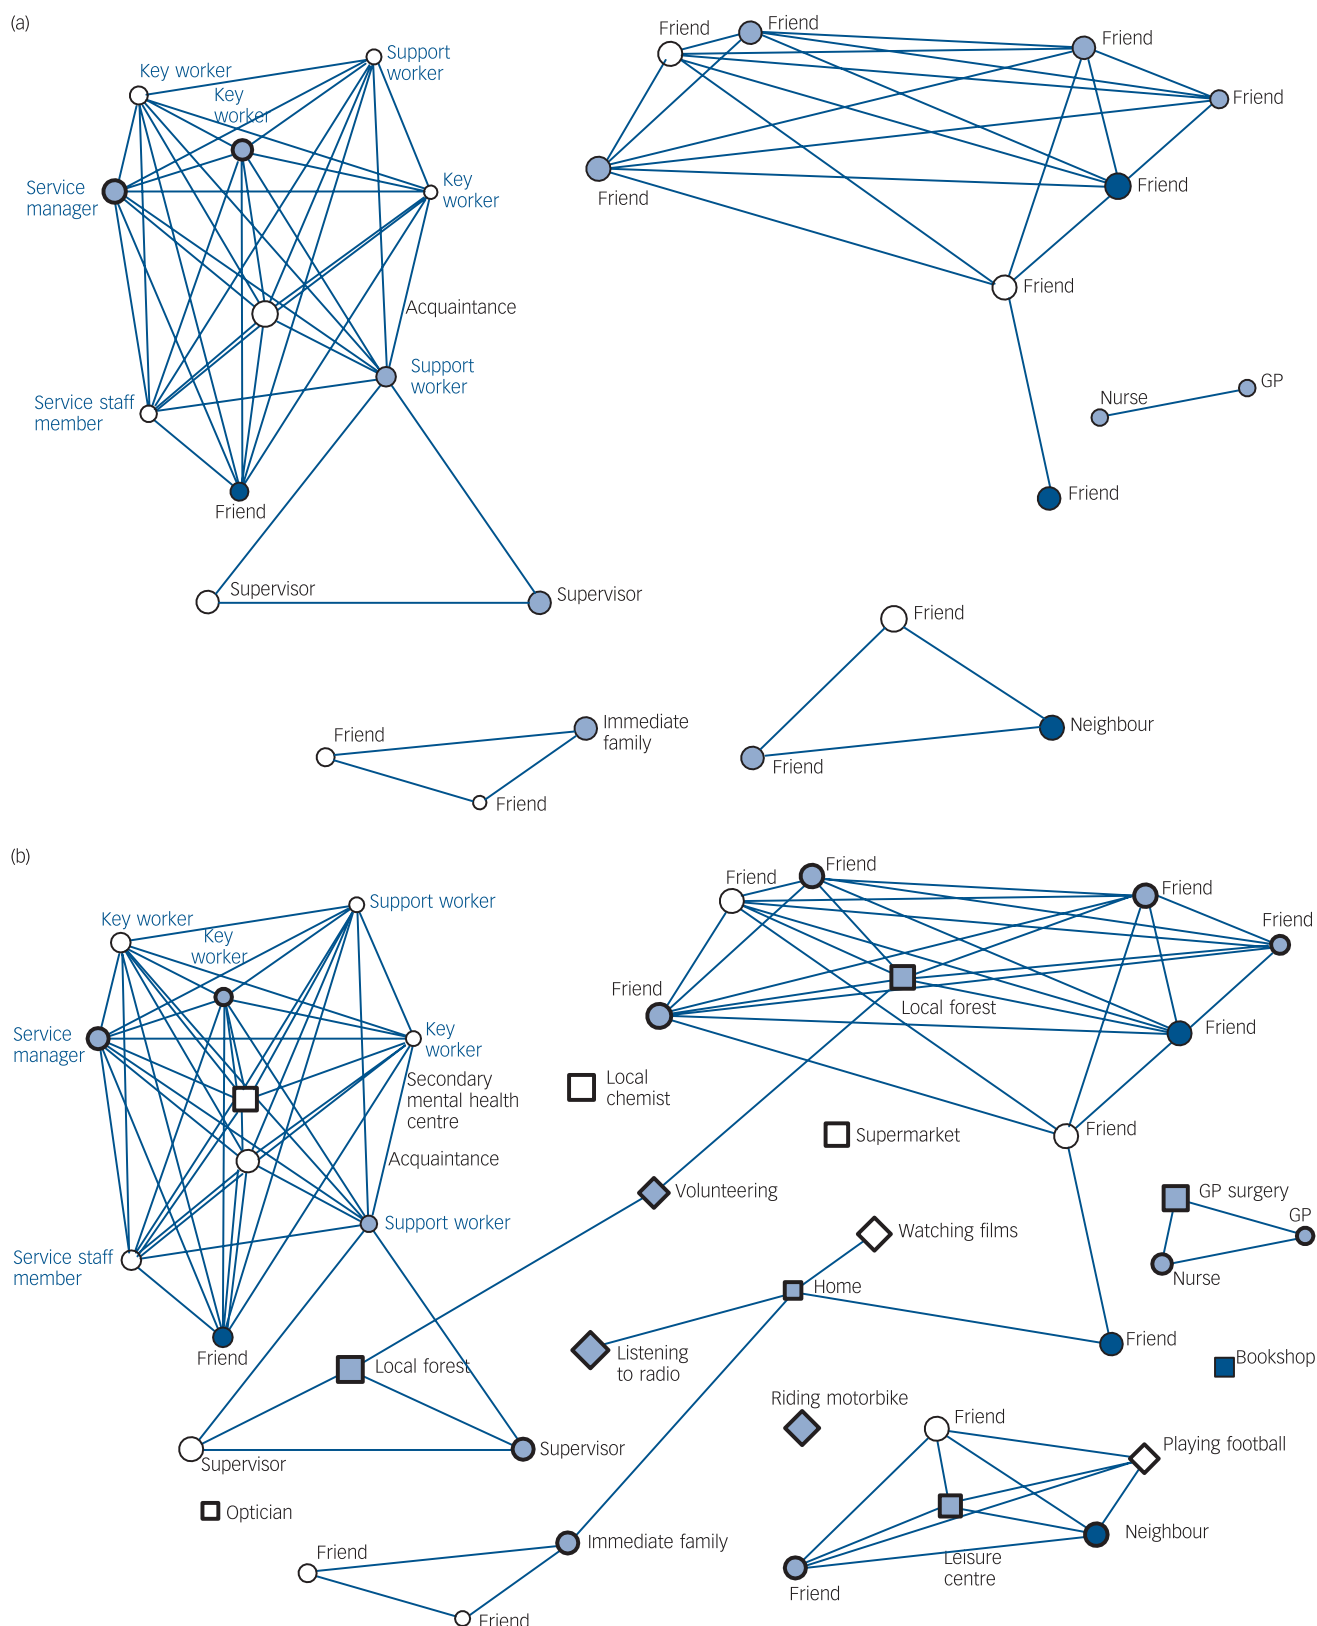 (a)
Friend
Friend
Support
worker
Friend
Key worker
Key
worker
Friend
Service
manager
Key
worker
Friend
Friend
Friend
Acquaintance
Support
worker
GP
Nurse
Service staff
member
Friend
Friend
Supervisor
Supervisor
Friend
Immediate
family
Friend
Neighbour
Friend
Friend
(b)
Friend
Friend
Friend
Support worker
Key worker
Key
worker
Friend
Friend
Local forest
Friend
Service
manager
Key
worker
Secondary
mental health
centre
Local
chemist
Friend
Supermarket
Acquaintance
Volunteering
GP surgery
GP
Support worker
Watching films
Service staff
member
Nurse
Home
Friend
Friend
Listening
to radio
Local forest
Bookshop
Riding motorbike
Friend
Playing football
Supervisor
Supervisor
Optician
Neighbour
Immediate family
Friend
Leisure
centre
Friend
Friend